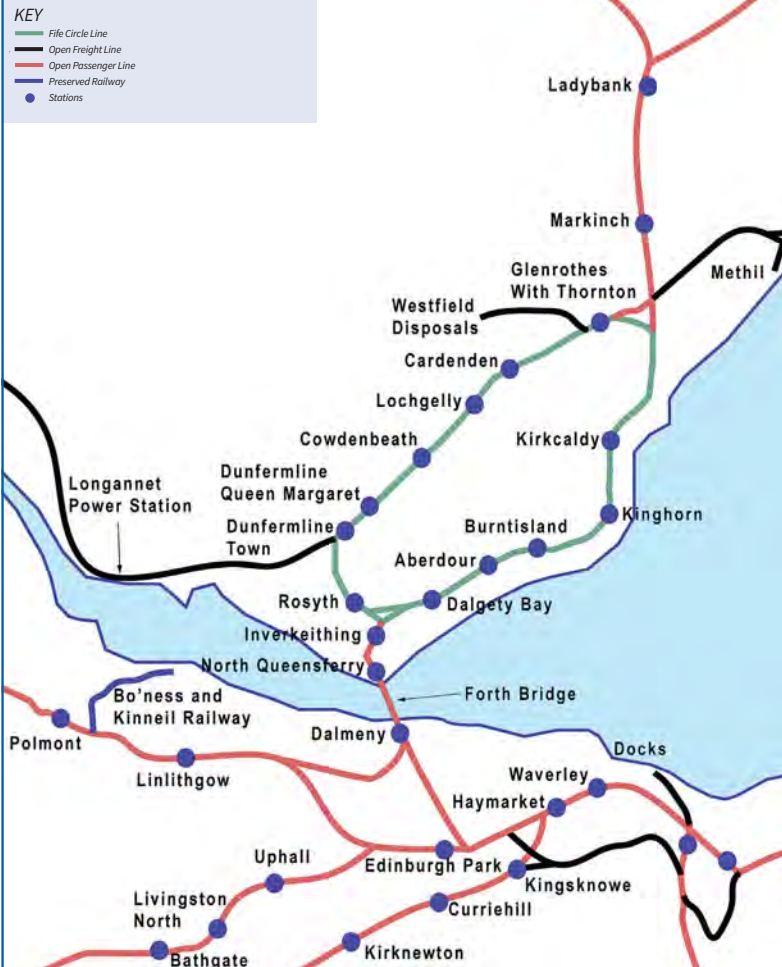 KEY
Fife Circle Line
Open Freight Line
Open Passenger Line
Preserved Railway
Stations
Ladybank
Markinch
Glenrothes
With Thornton
Methil
Westfield
Disposals
Cardenden
Lochgelly
Cowdenbeath
Kirkcaldy
Dunfermline
Queen Margaret
Longannet
Power Station
Kinghorn
Dunfermline
Town
Burntisland
Aberdour
Rosyth
Dalgety Bay
Inverkeithing
North Queensferry
Forth Bridge
Bo'ness and
Kinneil Railway
Polmont
Dalmeny
Docks
Linlithgow
Waverley
Haymarket
Uphall
Edinburgh Park
Kingsknowe
Livingston
North
Curriehill
Kirknewton
Bathgate